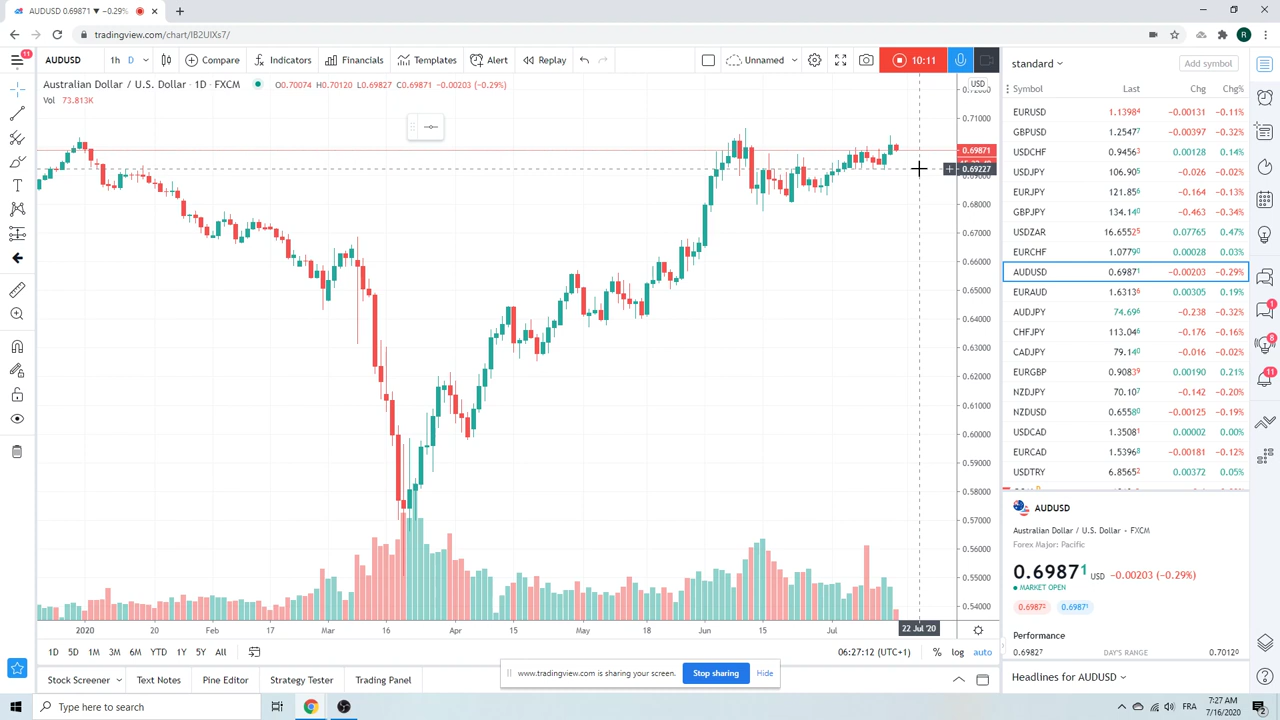 AUDUSD 0.69871 ▼ −0.29%
tradingview.com/chart/IB2UIXs7/
R
11
AUDUSD 1h D Compare Indicators Financials Templates Alert Replay Unnamed 10:11
standard
Add symbol
Australian Dollar / U.S. Dollar · 1D · FXCM 70074 H0.70120 L0.69827 C0.69871 −0.00203 (−0.29%)
Vol 73.813K
USD
0.71000
0.69871
0.69227
0.68000
0.67000
0.66000
0.65000
0.64000
0.63000
0.62000
0.61000
0.60000
0.59000
0.58000
0.57000
0.56000
0.55000
0.54000
2020 20 Feb 17 Mar 16 Apr 15 May 18 Jun 15 Jul 22 Jul '20
Symbol Last Chg Chg%
EURUSD 1.13984 −0.00131 −0.11%
GBPUSD 1.25477 −0.00397 −0.32%
USDCHF 0.94563 0.00128 0.14%
USDJPY 106.905 −0.026 −0.02%
EURJPY 121.856 −0.164 −0.13%
GBPJPY 134.140 −0.463 −0.34%
USDZAR 16.65525 0.07765 0.47%
EURCHF 1.07790 0.00028 0.03%
AUDUSD 0.69871 −0.00203 −0.29%
EURAUD 1.63136 0.00305 0.19%
AUDJPY 74.696 −0.238 −0.32%
CHFJPY 113.046 −0.176 −0.16%
CADJPY 79.140 −0.016 −0.02%
EURGBP 0.90839 0.00190 0.21%
NZDJPY 70.107 −0.142 −0.20%
NZDUSD 0.65580 −0.00125 −0.19%
USDCAD 1.35081 0.00002 0.00%
EURCAD 1.53968 −0.00181 −0.12%
USDTRY 6.85652 0.00372 0.05%
1
8
11
AUDUSD
Australian Dollar / U.S. Dollar • FXCM
Forex Major: Pacific
0.69871 USD −0.00203 (−0.29%)
MARKET OPEN
0.69872 0.69871
Performance
0.69827 DAY'S RANGE 0.70120
Headlines for AUDUSD
1D 5D 1M 3M 6M YTD 1Y 5Y All
06:27:12 (UTC+1) % log auto
www.tradingview.com is sharing your screen. Stop sharing Hide
Stock Screener Text Notes Pine Editor Strategy Tester Trading Panel
Type here to search
FRA
7:27 AM
7/16/2020
2